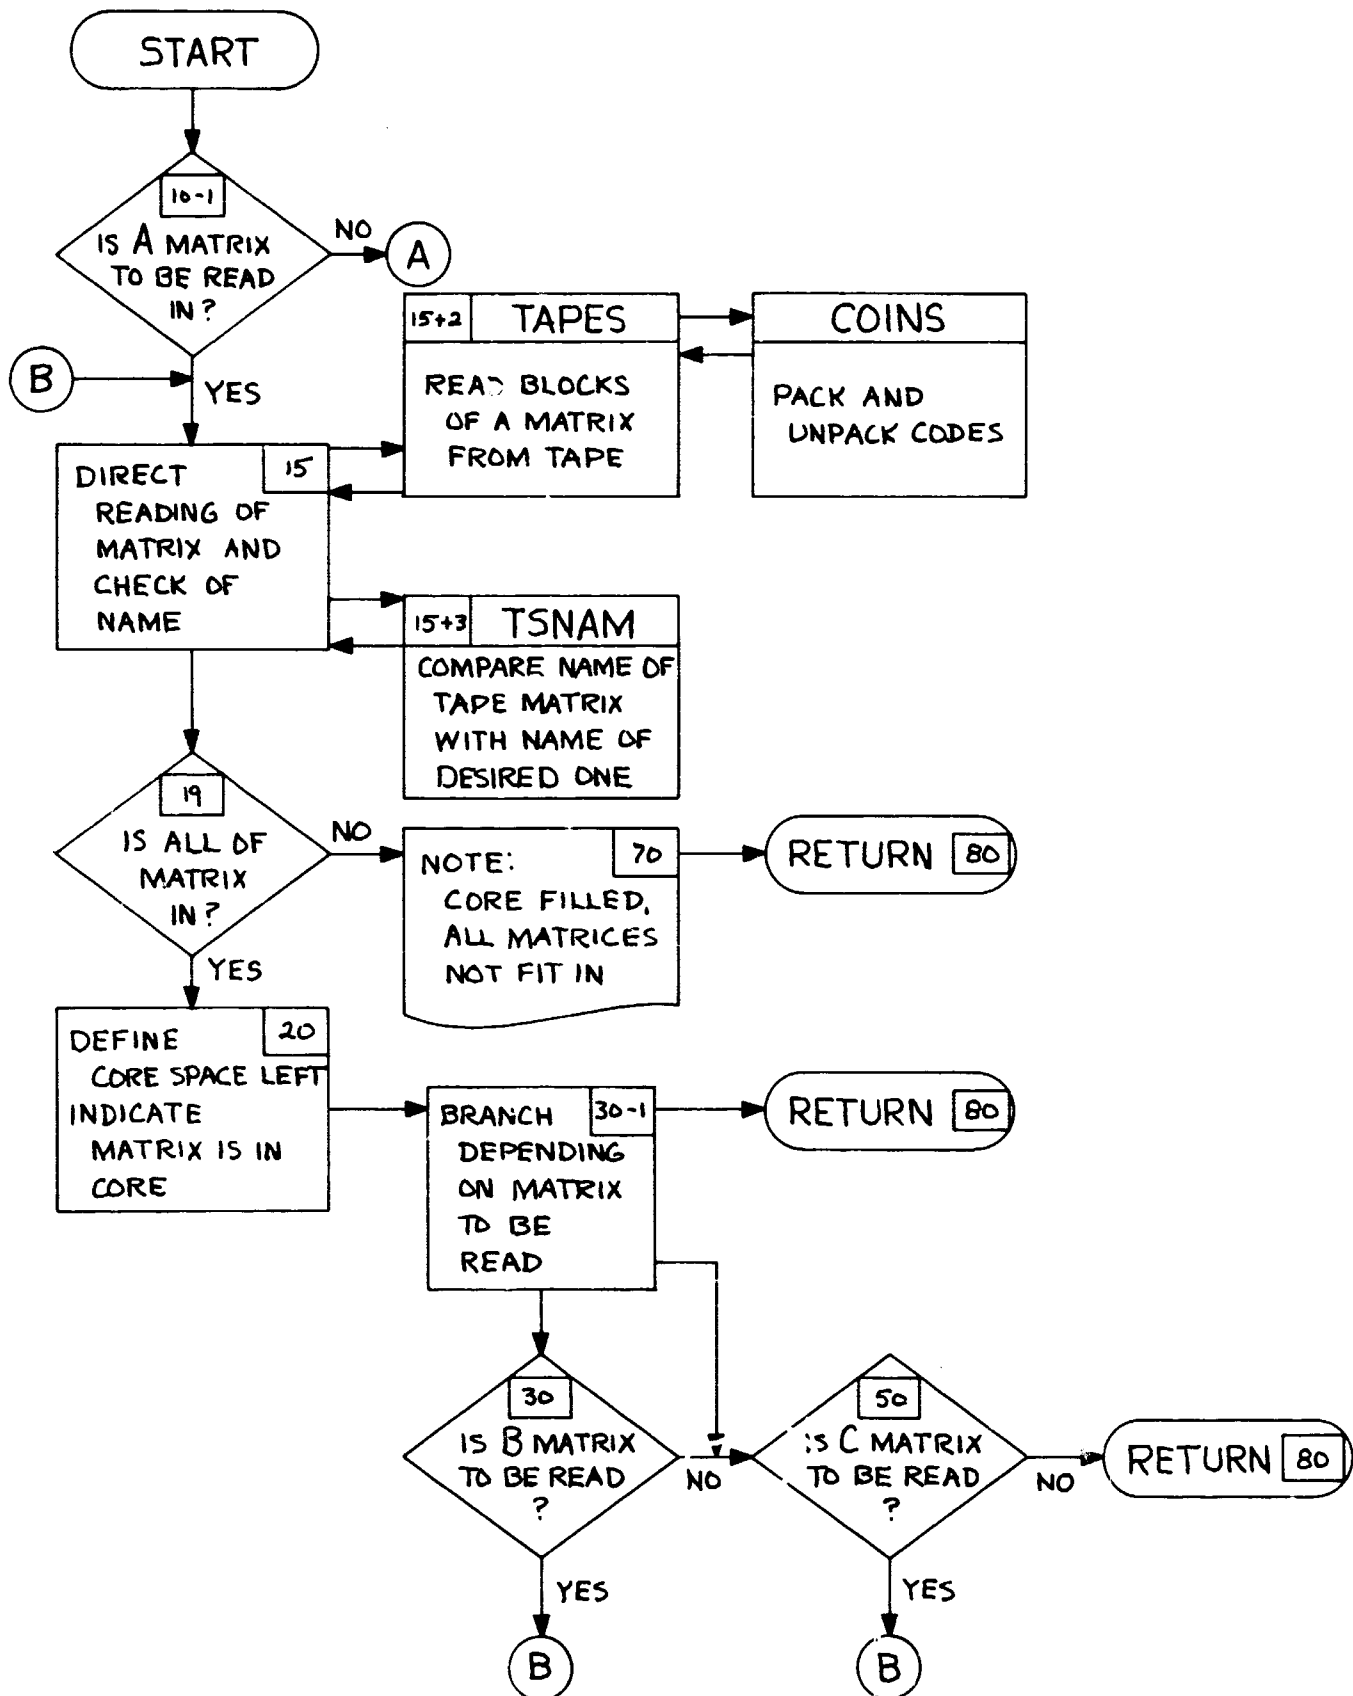 START
10-1
IS A MATRIX
TO BE READ
IN?
NO
A
B
YES
15+2
TAPES
READ BLOCKS
OF A MATRIX
FROM TAPE
COINS
PACK AND
UNPACK CODES
15
DIRECT
READING OF
MATRIX AND
CHECK OF
NAME
15+3
TSNAM
COMPARE NAME OF
TAPE MATRIX
WITH NAME OF
DESIRED ONE
19
IS ALL OF
MATRIX
IN?
NO
YES
70
NOTE:
CORE FILLED,
ALL MATRICES
NOT FIT IN
RETURN 80
20
DEFINE
CORE SPACE LEFT
INDICATE
MATRIX IS IN
CORE
30-1
BRANCH
DEPENDING
ON MATRIX
TO BE
READ
RETURN 80
30
IS B MATRIX
TO BE READ
?
NO
YES
B
50
IS C MATRIX
TO BE READ
?
NO
YES
B
RETURN 80